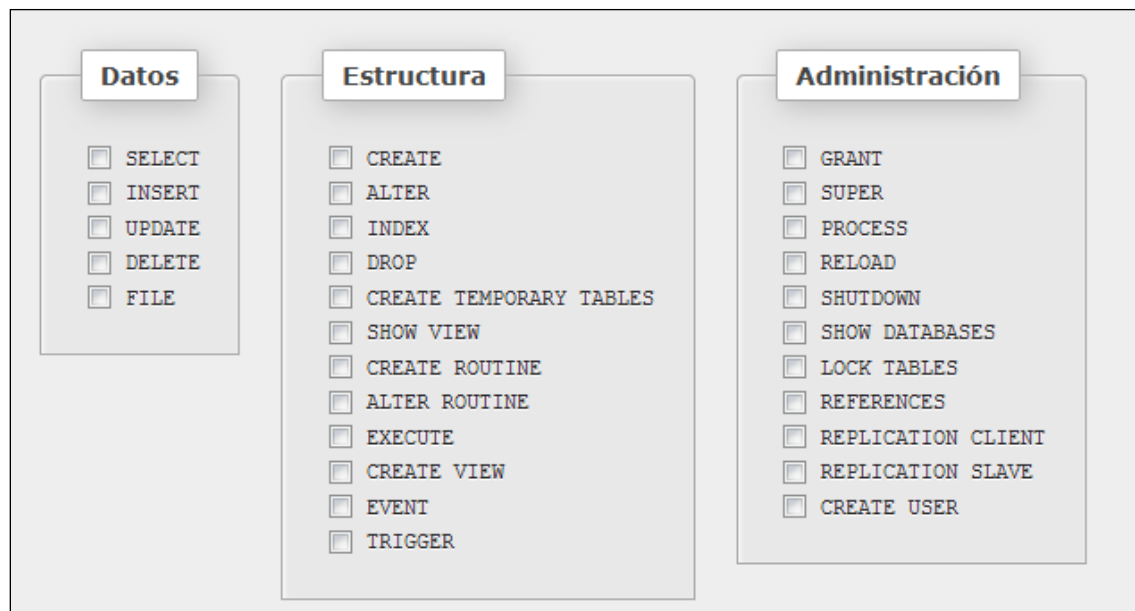 Datos
SELECT
INSERT
UPDATE
DELETE
FILE
Estructura
CREATE
ALTER
INDEX
DROP
CREATE TEMPORARY TABLES
SHOW VIEW
CREATE ROUTINE
ALTER ROUTINE
EXECUTE
CREATE VIEW
EVENT
TRIGGER
Administración
GRANT
SUPER
PROCESS
RELOAD
SHUTDOWN
SHOW DATABASES
LOCK TABLES
REFERENCES
REPLICATION CLIENT
REPLICATION SLAVE
CREATE USER